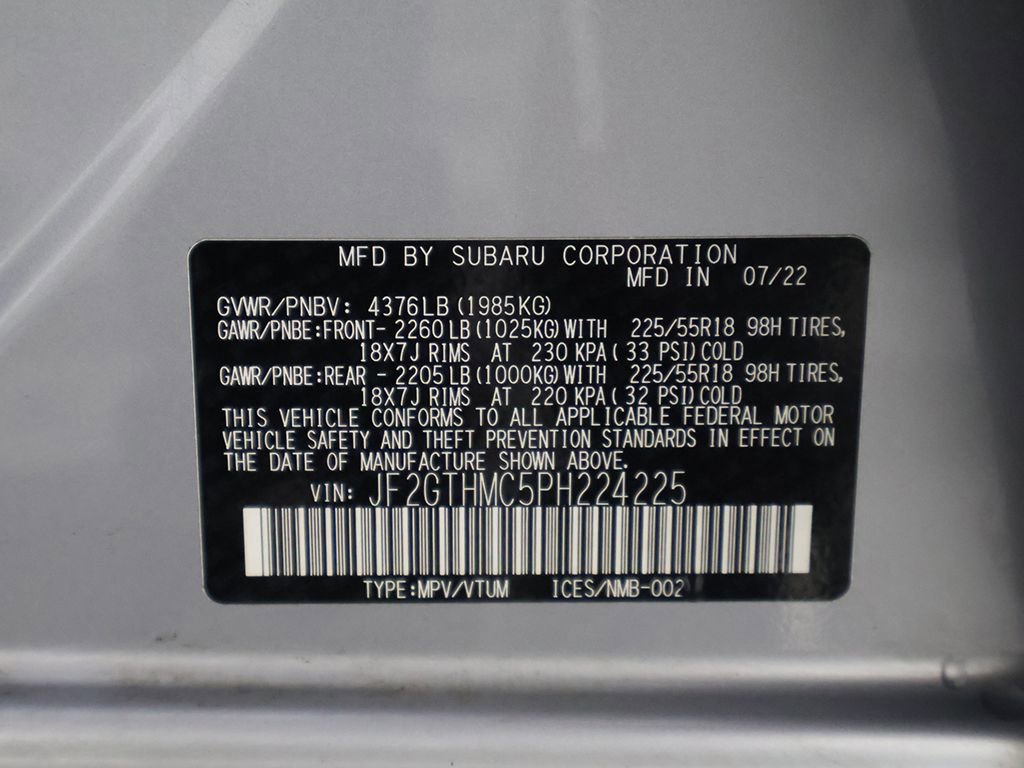 MFD BY SUBARU CORPORATION
MFD IN 07/22
GVWR/PNBV: 4376LB (1985KG)
GAWR/PNBE:FRONT- 2260LB (1025KG) WITH 225/55R18 98H TIRES,
18X7J RIMS AT 230 KPA ( 33 PSI) COLD
GAWR/PNBE:REAR - 2205LB (1000KG) WITH 225/55R18 98H TIRES,
18X7J RIMS AT 220 KPA ( 32 PSI) COLD
THIS VEHICLE CONFORMS TO ALL APPLICABLE FEDERAL MOTOR
VEHICLE SAFETY AND THEFT PREVENTION STANDARDS IN EFFECT ON
THE DATE OF MANUFACTURE SHOWN ABOVE.
VIN: JF2GTHMC5PH224225
TYPE:MPV/VTUM ICES/NMB-002